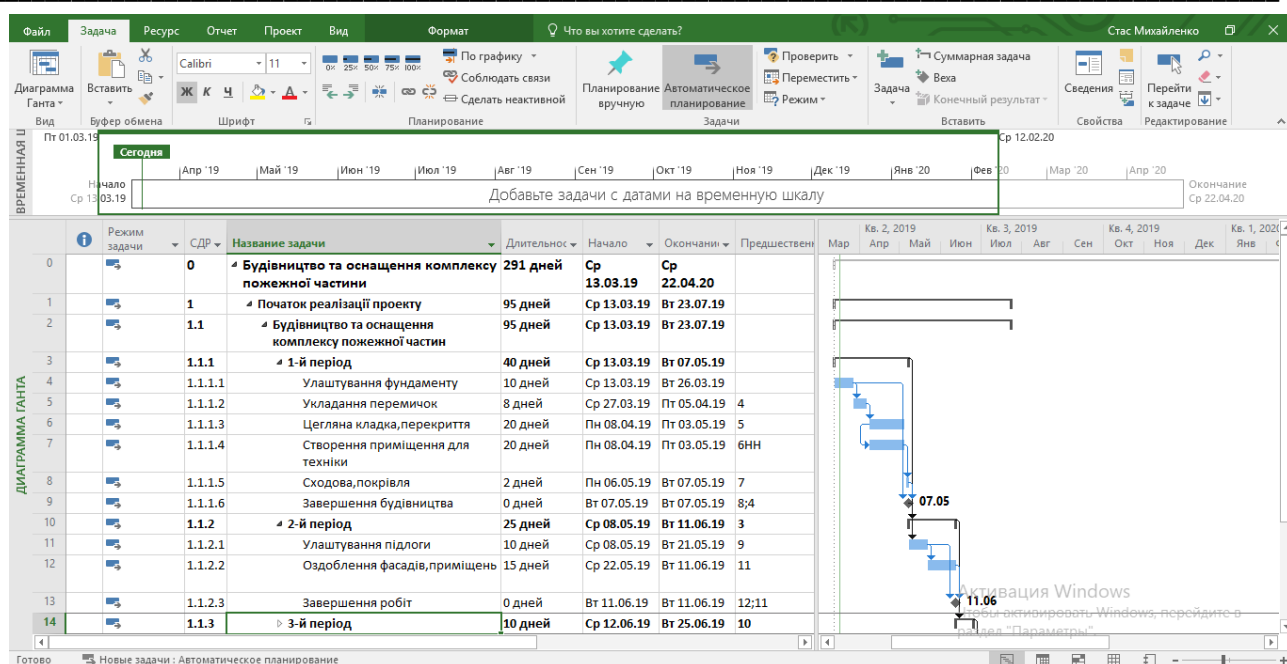 Файл Задача Ресурс Отчет Проект Вид Формат Что вы хотите сделать? Стас Михайленко
Calibri 11 0× 25× 50× 75× 100× По графику Проверить Суммарная задача
Соблюдать связи Переместить Веха
Диаграмма Ганта Вставить Ж К Ч Сделать неактивной Планирование вручную Автоматическое планирование Режим Задача Конечный результат Сведения Перейти к задаче
Вид Буфер обмена Шрифт Планирование Задачи Вставить Свойства Редактирование
ВРЕМЕННАЯ Ш
Пт 01.03.19 Ср 12.02.20
Сегодня
Апр '19 Май '19 Июн '19 Июл '19 Авг '19 Сен '19 Окт '19 Ноя '19 Дек '19 Янв '20 Фев '20 Мар '20 Апр '20
Начало
Ср 13.03.19
Добавьте задачи с датами на временную шкалу
Окончание
Ср 22.04.20
Режим задачи СДР Название задачи Длительнос Начало Окончание Предшественн
Кв. 2, 2019 Кв. 3, 2019 Кв. 4, 2019 Кв. 1, 2020
Мар Апр Май Июн Июл Авг Сен Окт Ноя Дек Янв
ДИАГРАММА ГАНТА
0 0 Будівництво та оснащення комплексу пожежної частини 291 дней Ср 13.03.19 Ср 22.04.20
1 1 Початок реалізації проекту 95 дней Ср 13.03.19 Вт 23.07.19
2 1.1 Будівництво та оснащення комплексу пожежної частин 95 дней Ср 13.03.19 Вт 23.07.19
3 1.1.1 1-й період 40 дней Ср 13.03.19 Вт 07.05.19
4 1.1.1.1 Улаштування фундаменту 10 дней Ср 13.03.19 Вт 26.03.19
5 1.1.1.2 Укладання перемичок 8 дней Ср 27.03.19 Пт 05.04.19 4
6 1.1.1.3 Цегляна кладка,перекриття 20 дней Пн 08.04.19 Пт 03.05.19 5
7 1.1.1.4 Створення приміщення для техніки 20 дней Пн 08.04.19 Пт 03.05.19 6НН
8 1.1.1.5 Сходова,покрівля 2 дней Пн 06.05.19 Вт 07.05.19 7
9 1.1.1.6 Завершення будівництва 0 дней Вт 07.05.19 Вт 07.05.19 8;4 07.05
10 1.1.2 2-й період 25 дней Ср 08.05.19 Вт 11.06.19 3
11 1.1.2.1 Улаштування підлоги 10 дней Ср 08.05.19 Вт 21.05.19 9
12 1.1.2.2 Оздоблення фасадів,приміщень 15 дней Ср 22.05.19 Вт 11.06.19 11
13 1.1.2.3 Завершення робіт 0 дней Вт 11.06.19 Вт 11.06.19 12;11 11.06
14 1.1.3 3-й період 10 дней Ср 12.06.19 Вт 25.06.19 10
Активация Windows
Чтобы активировать Windows, перейдите в
раздел "Параметры".
Готово Новые задачи : Автоматическое планирование